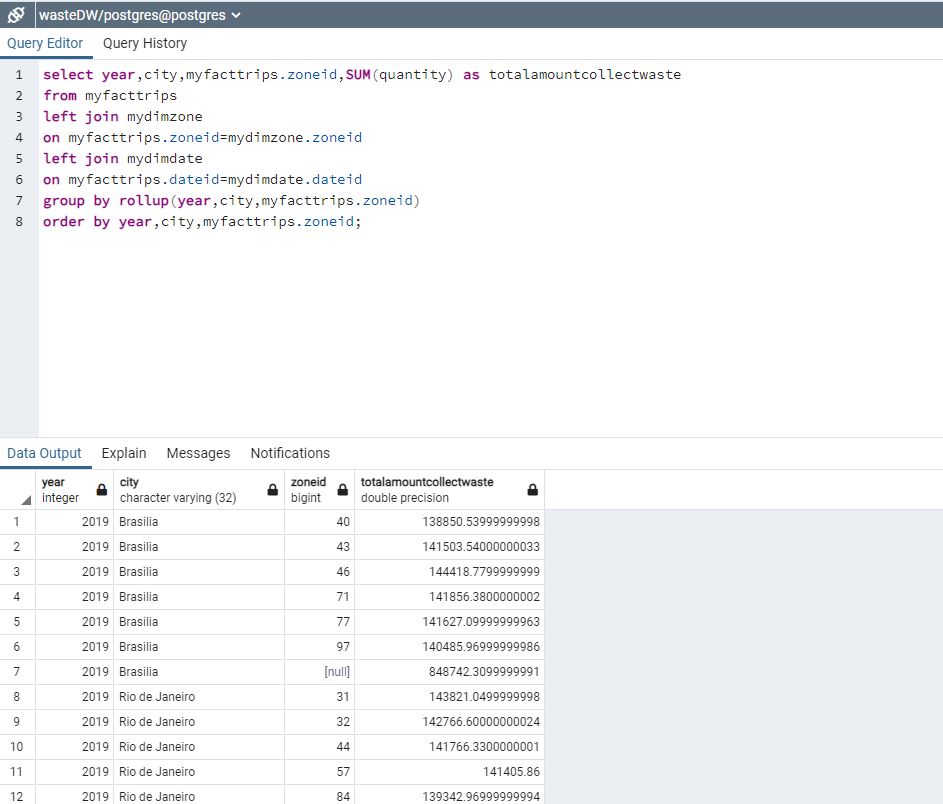 wasteDW/postgres@postgres
Query Editor Query History
1 select year,city,myfacttrips.zoneid,SUM(quantity) as totalamountcollectwaste
2 from myfacttrips
3 left join mydimzone
4 on myfacttrips.zoneid=mydimzone.zoneid
5 left join mydimdate
6 on myfacttrips.dateid=mydimdate.dateid
7 group by rollup(year,city,myfacttrips.zoneid)
8 order by year,city,myfacttrips.zoneid;
Data Output Explain Messages Notifications
year city zoneid totalamountcollectwaste
integer character varying (32) bigint double precision
1 2019 Brasilia 40 138850.53999999998
2 2019 Brasilia 43 141503.54000000033
3 2019 Brasilia 46 144418.7799999999
4 2019 Brasilia 71 141856.3800000002
5 2019 Brasilia 77 141627.09999999963
6 2019 Brasilia 97 140485.96999999986
7 2019 Brasilia [null] 848742.3099999991
8 2019 Rio de Janeiro 31 143821.0499999998
9 2019 Rio de Janeiro 32 142766.60000000024
10 2019 Rio de Janeiro 44 141766.3300000001
11 2019 Rio de Janeiro 57 141405.86
12 2019 Rio de Janeiro 84 139342.96999999994